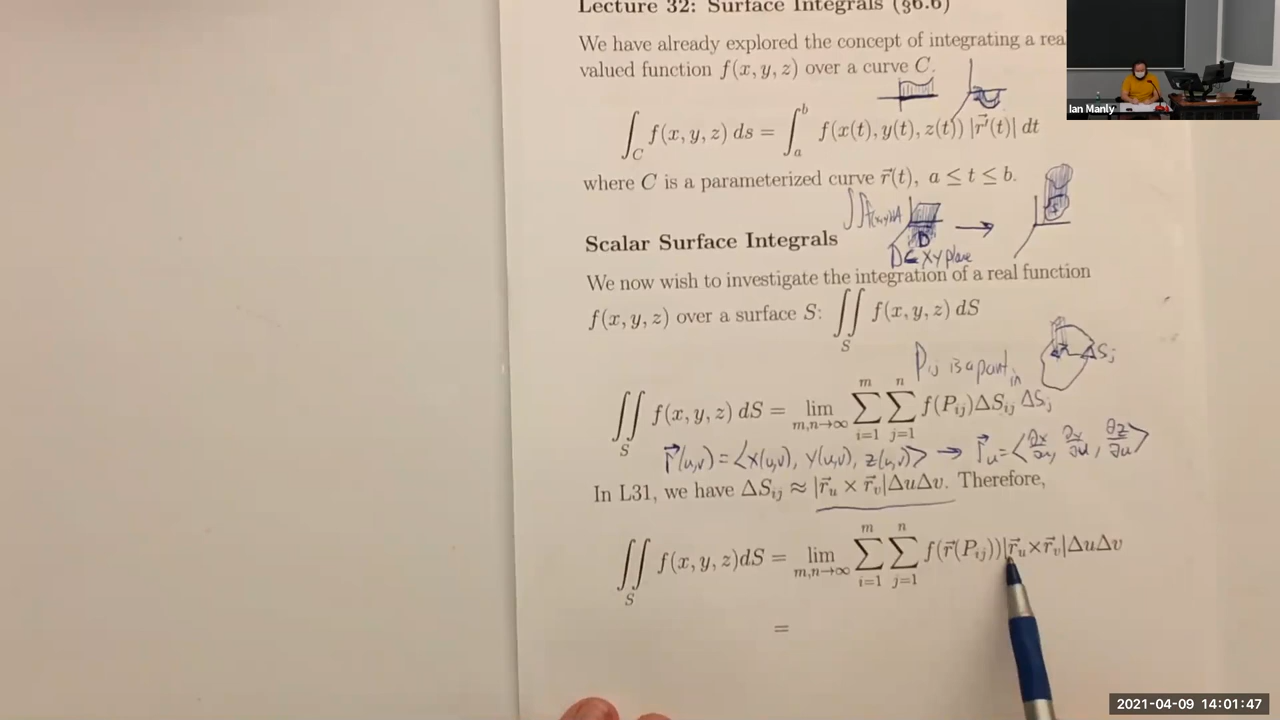 Lecture 32: Surface Integrals (§6.6)
We have already explored the concept of integrating a real
valued function f(x, y, z) over a curve C.
∫_C f(x, y, z) ds = ∫_a^b f(x(t), y(t), z(t)) |r⃗′(t)| dt
where C is a parameterized curve r⃗(t), a ≤ t ≤ b.
∬f(x,y)dA
D
Scalar Surface Integrals
D⊂ xy plane
We now wish to investigate the integration of a real function
f(x, y, z) over a surface S: ∬_S f(x, y, z) dS
P_ij is a point in ΔS_j
∬_S f(x, y, z) dS = lim_{m,n→∞} ∑_{i=1}^m ∑_{j=1}^n f(P_ij)ΔS_ij ΔS_j
r⃗(u,v) = ⟨x(u,v), y(u,v), z(u,v)⟩ → r⃗_u = ⟨∂x/∂u, ∂y/∂u, ∂z/∂u⟩
In L31, we have ΔS_ij ≈ |r⃗_u × r⃗_v|ΔuΔv. Therefore,
∬_S f(x, y, z)dS = lim_{m,n→∞} ∑_{i=1}^m ∑_{j=1}^n f(r⃗(P_ij))|r⃗_u × r⃗_v|ΔuΔv
=
Ian Manly
2021-04-09 14:01:47